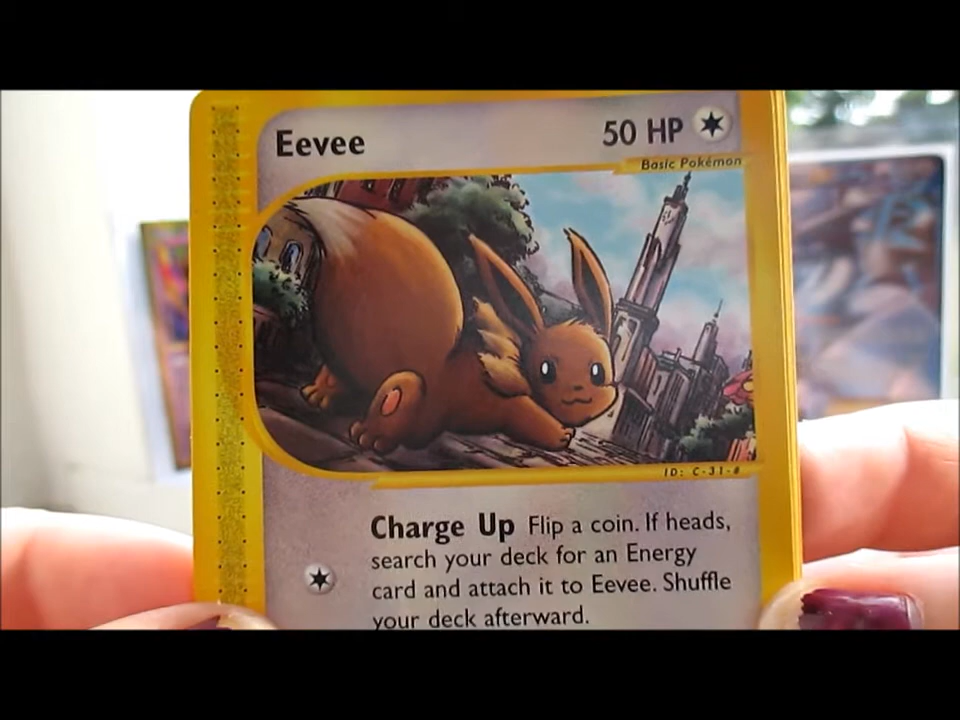 Eevee
50 HP
Basic Pokémon
ID: C-31-#
Charge Up Flip a coin. If heads,
search your deck for an Energy
card and attach it to Eevee. Shuffle
your deck afterward.